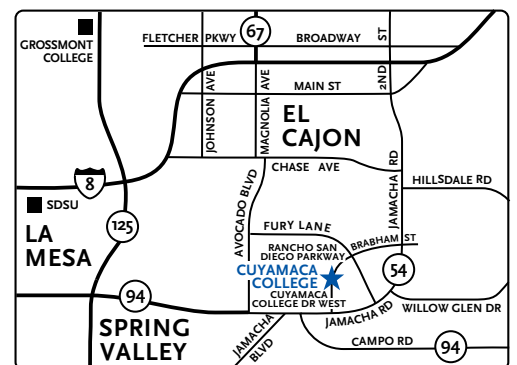 GROSSMONT
COLLEGE
FLETCHER PKWY
67
BROADWAY
2ND ST
JOHNSON AVE
MAGNOLIA AVE
MAIN ST
EL
CAJON
CHASE AVE
JAMACHA RD
HILLSDALE RD
8
SDSU
125
LA
MESA
AVOCADO BLVD
FURY LANE
RANCHO SAN
DIEGO PARKWAY
BRABHAM ST
CUYAMACA
COLLEGE
CUYAMACA
COLLEGE DR WEST
54
94
SPRING
VALLEY
JAMACHA
BLVD
JAMACHA RD
WILLOW GLEN DR
CAMPO RD
94